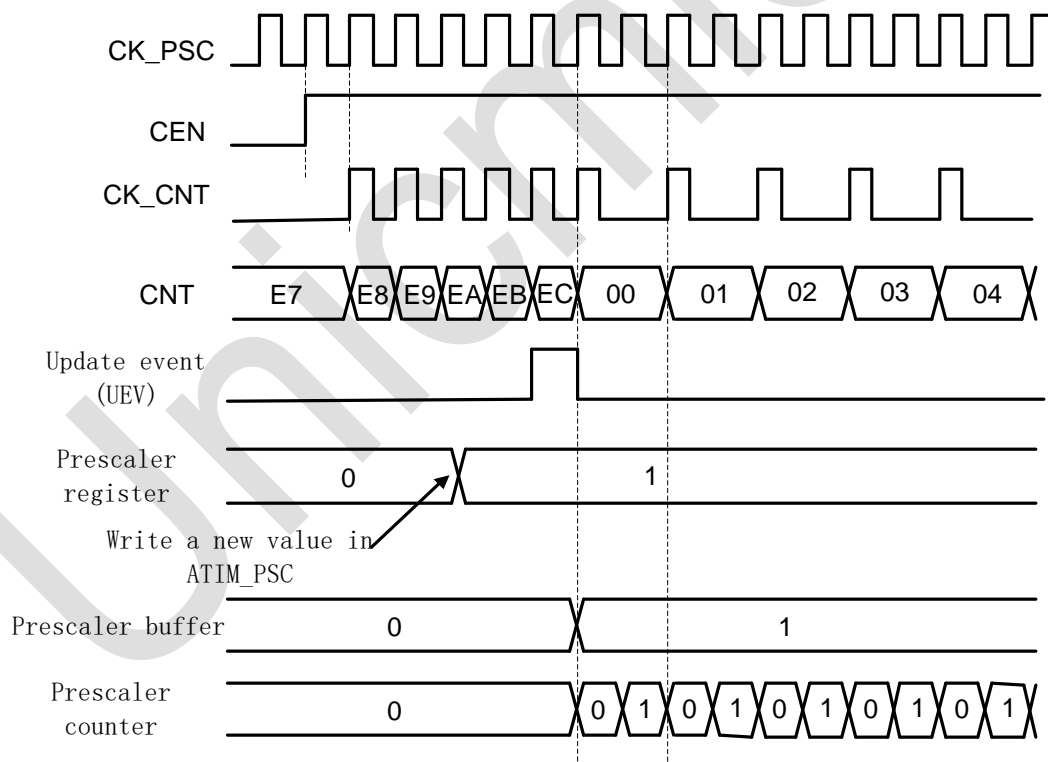 CK_PSC
CEN
CK_CNT
CNT E7 E8 E9 EA EB EC 00 01 02 03 04
Update event
(UEV)
Prescaler
register
0 1
Write a new value in
ATIM_PSC
Prescaler buffer 0 1
Prescaler
counter
0 0 1 0 1 0 1 0 1 0 1
Unicmi